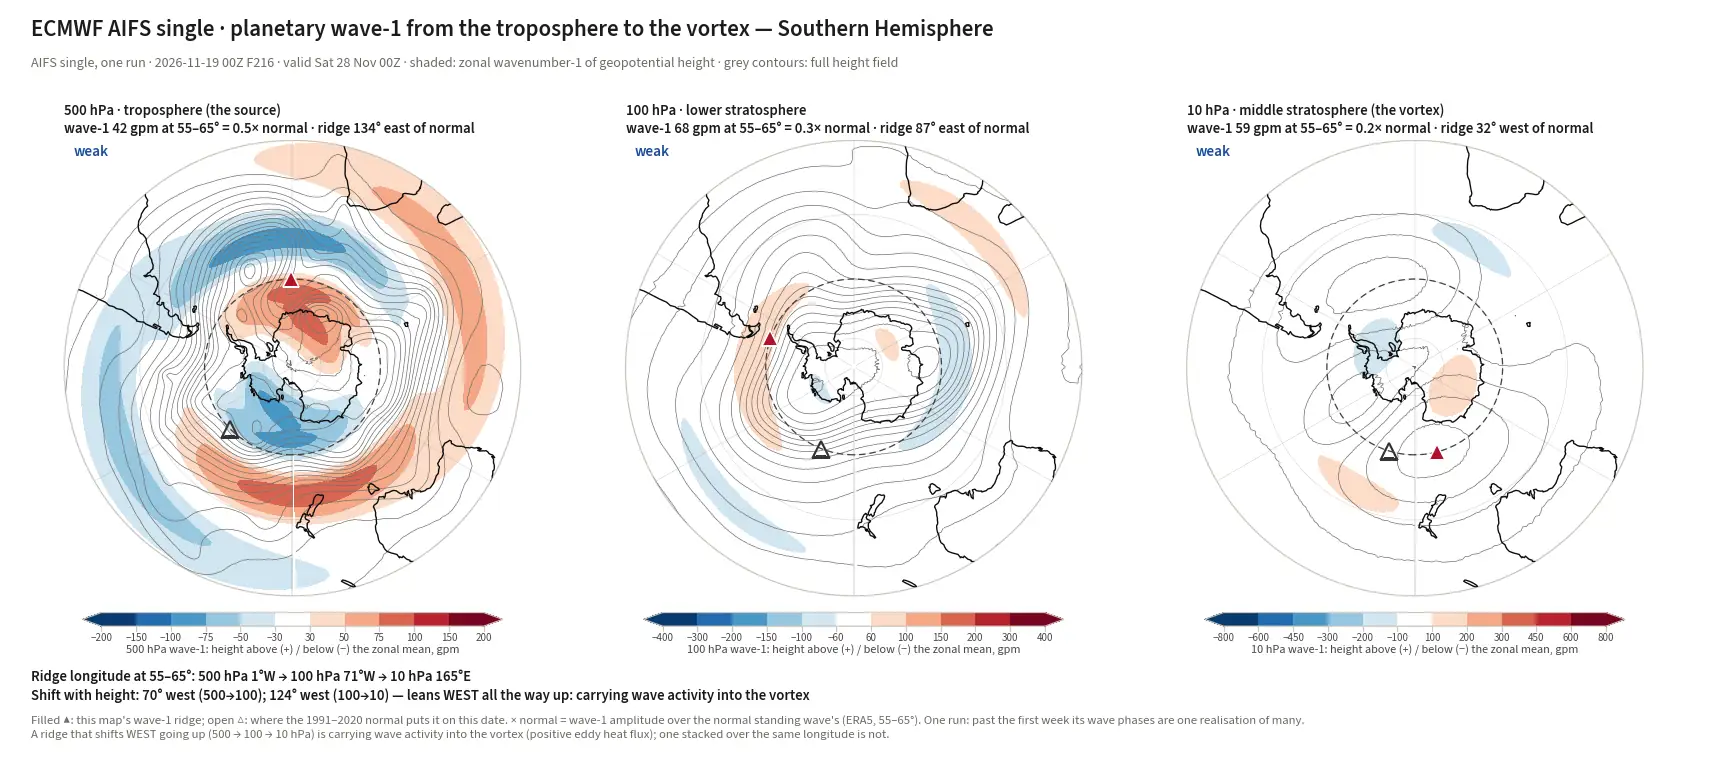 ECMWF AIFS single · planetary wave-1 from the troposphere to the vortex — Southern Hemisphere
AIFS single, one run · 2026-11-19 00Z F216 · valid Sat 28 Nov 00Z · shaded: zonal wavenumber-1 of geopotential height · grey contours: full height field
500 hPa · troposphere (the source)
wave-1 42 gpm at 55–65° = 0.5× normal · ridge 134° east of normal
weak
100 hPa · lower stratosphere
wave-1 68 gpm at 55–65° = 0.3× normal · ridge 87° east of normal
weak
10 hPa · middle stratosphere (the vortex)
wave-1 59 gpm at 55–65° = 0.2× normal · ridge 32° west of normal
weak
−200 −150 −100 −75 −50 −30 30 50 75 100 150 200
500 hPa wave-1: height above (+) / below (−) the zonal mean, gpm
−400 −300 −200 −150 −100 −60 60 100 150 200 300 400
100 hPa wave-1: height above (+) / below (−) the zonal mean, gpm
−800 −600 −450 −300 −200 −100 100 200 300 450 600 800
10 hPa wave-1: height above (+) / below (−) the zonal mean, gpm
Ridge longitude at 55–65°: 500 hPa 1°W → 100 hPa 71°W → 10 hPa 165°E
Shift with height: 70° west (500→100); 124° west (100→10) — leans WEST all the way up: carrying wave activity into the vortex
Filled ▲: this map's wave-1 ridge; open △: where the 1991–2020 normal puts it on this date. × normal = wave-1 amplitude over the normal standing wave's (ERA5, 55–65°). One run: past the first week its wave phases are one realisation of many.
A ridge that shifts WEST going up (500 → 100 → 10 hPa) is carrying wave activity into the vortex (positive eddy heat flux); one stacked over the same longitude is not.